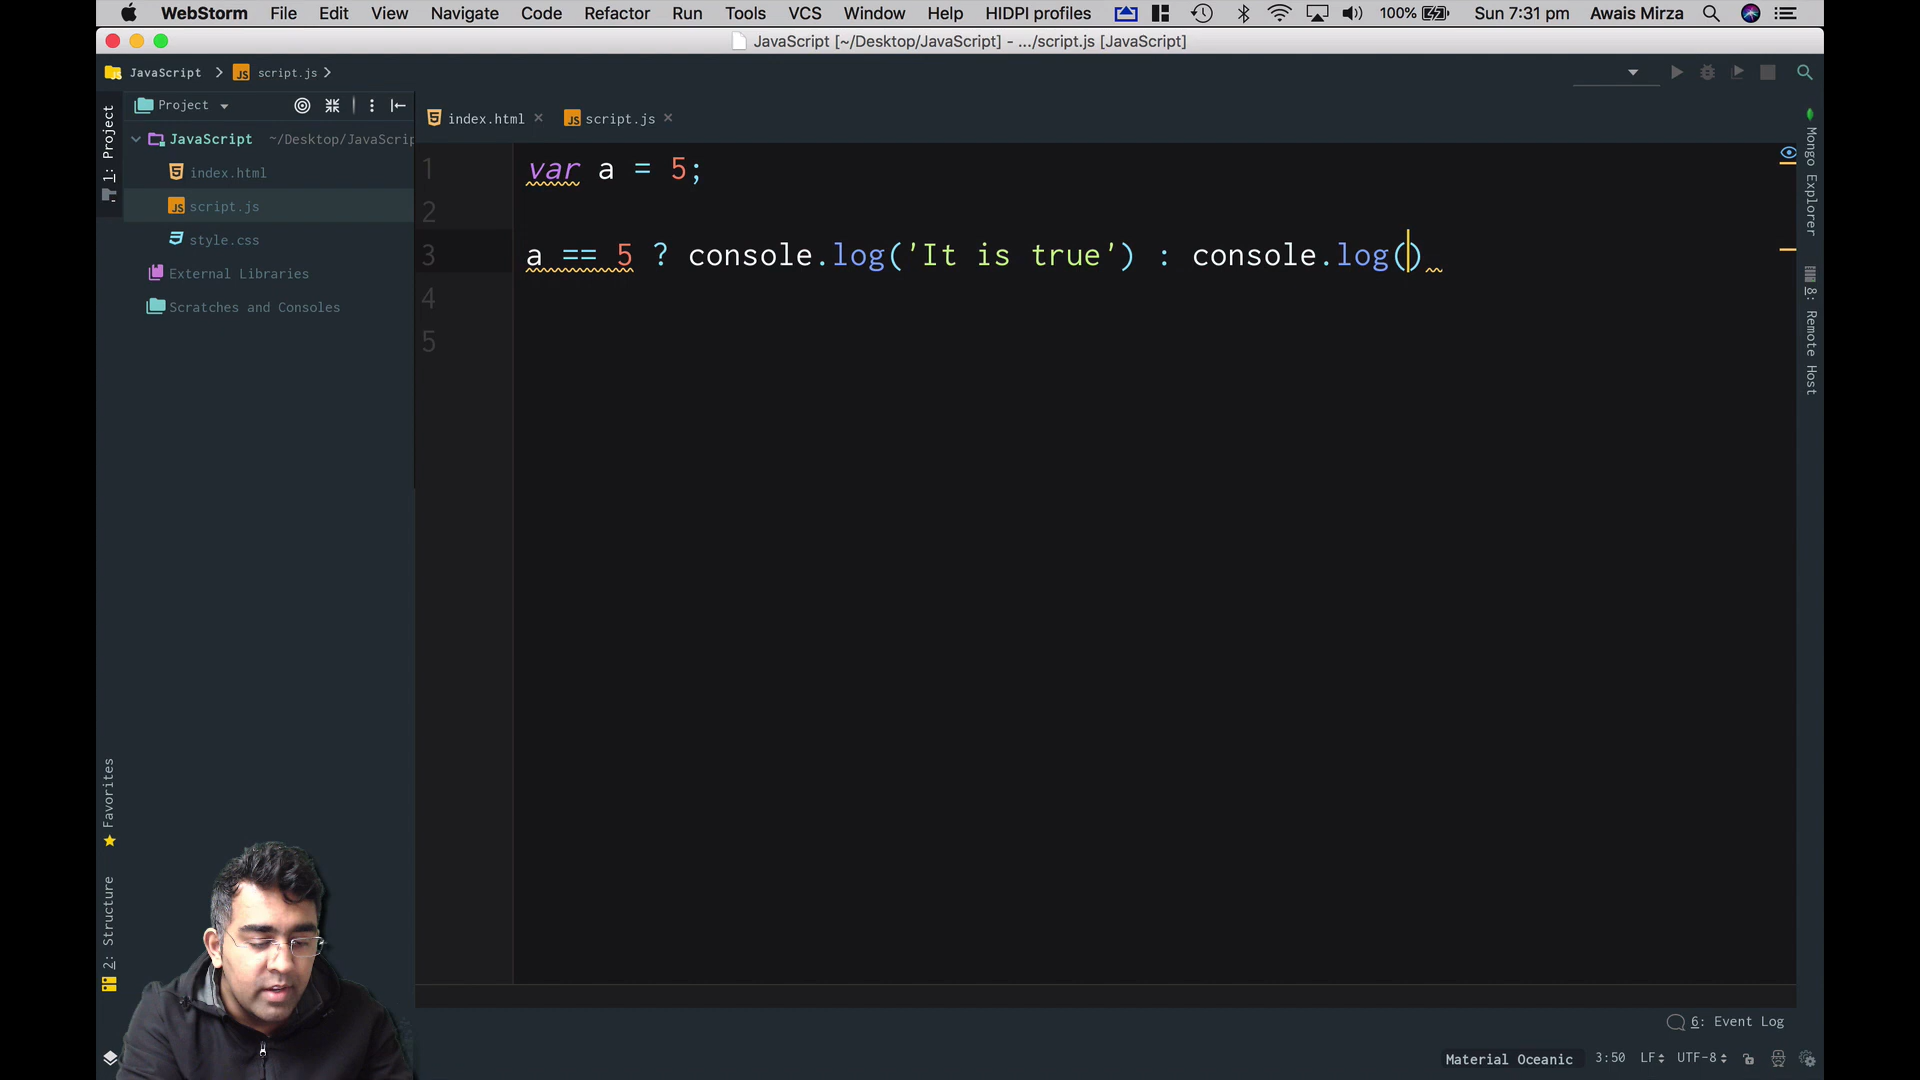 WebStorm File Edit View Navigate Code Refactor Run Tools VCS Window Help HIDPI profiles 100% Sun 7:31 pm Awais Mirza
JavaScript [~/Desktop/JavaScript] - .../script.js [JavaScript]
JavaScript script.js
Project
index.html script.js
JavaScript ~/Desktop/JavaScrip
index.html
script.js
style.css
External Libraries
Scratches and Consoles
1: Project
Favorites
2: Structure
1 var a = 5;
2
3 a == 5 ? console.log('It is true') : console.log()
4
5
Mongo Explorer
8: Remote Host
6: Event Log
Material Oceanic 3:50 LF UTF-8